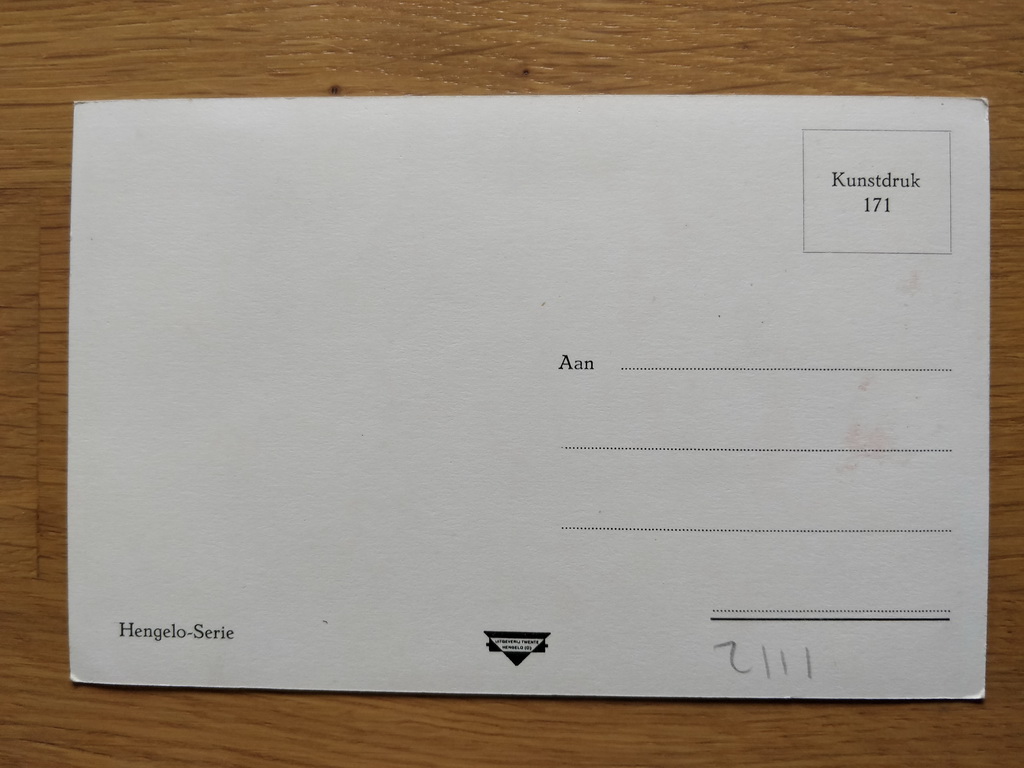 Kunstdruk
171
Aan
Hengelo-Serie
UITGEVERIJ TWENTE
HENGELO (O)
2111